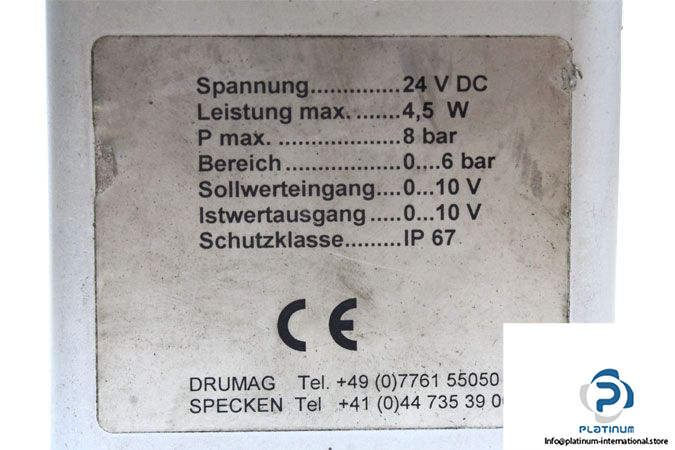 Spannung..............24 V DC
Leistung max. .......4,5 W
P max. ...................8 bar
Bereich..................0....6 bar
Sollwerteingang....0...10 V
Istwertausgang.....0...10 V
Schutzklasse.........IP 67
CE
DRUMAG Tel. +49 (0)7761 55050
SPECKEN Tel +41 (0)44 735 39
PLATINUM
Info@platinum-international.store